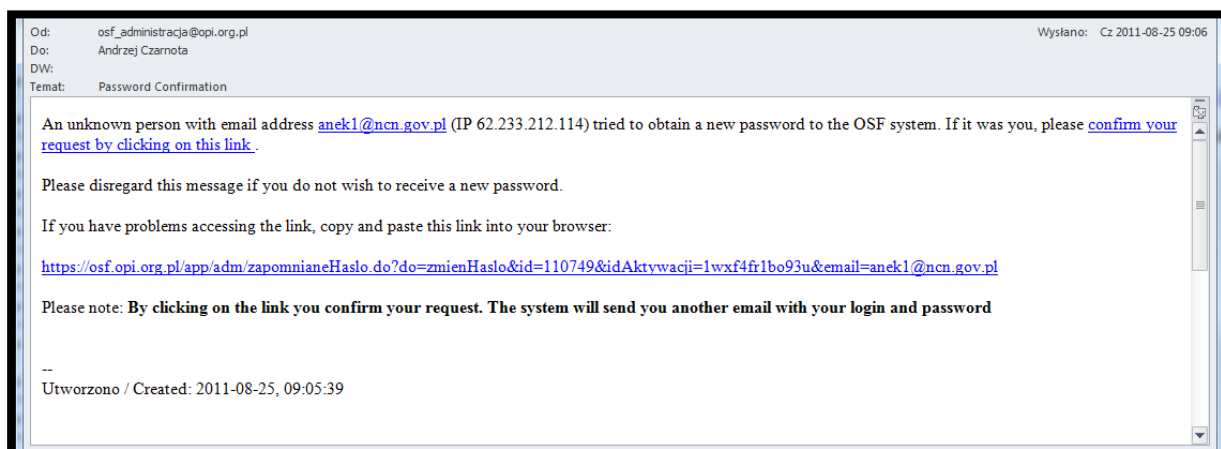 Od: osf_administracja@opi.org.pl Wysłano: Cz 2011-08-25 09:06
Do: Andrzej Czarnota
DW:
Temat: Password Confirmation
An unknown person with email address anek1@ncn.gov.pl (IP 62.233.212.114) tried to obtain a new password to the OSF system. If it was you, please confirm your
request by clicking on this link .
Please disregard this message if you do not wish to receive a new password.
If you have problems accessing the link, copy and paste this link into your browser:
https://osf.opi.org.pl/app/adm/zapomnianeHaslo.do?do=zmienHaslo&id=110749&idAktywacji=1wxf4fr1bo93u&email=anek1@ncn.gov.pl
Please note: By clicking on the link you confirm your request. The system will send you another email with your login and password
--
Utworzono / Created: 2011-08-25, 09:05:39